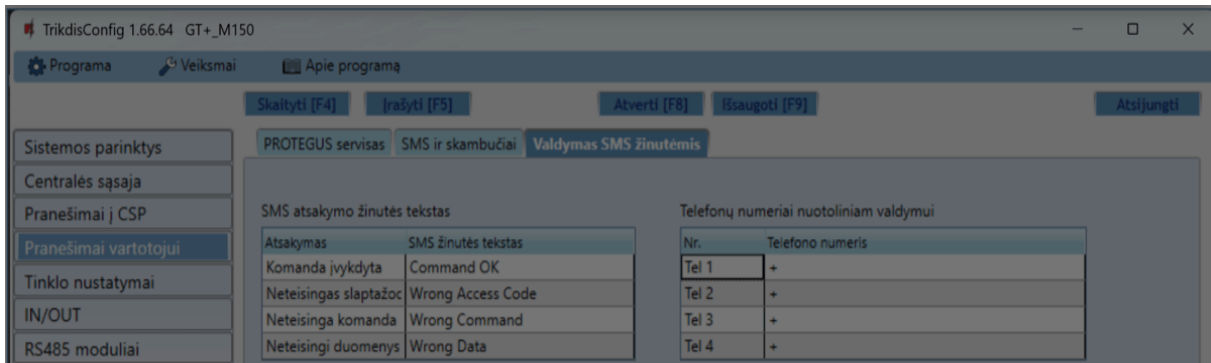 TrikdisConfig 1.66.64 GT+_M150
Programa Veiksmai Apie programą
Skaityti [F4] Įrašyti [F5] Atverti [F8] Išsaugoti [F9] Atsijungti
Sistemos parinktys
Centralės sąsaja
Pranešimai į CSP
Pranešimai vartotojui
Tinklo nustatymai
IN/OUT
RS485 moduliai
PROTEGUS servisas SMS ir skambučiai Valdymas SMS žinutėmis
SMS atsakymo žinutės tekstas
Atsakymas SMS žinutės tekstas
Komanda įvykdyta Command OK
Neteisingas slaptažoc Wrong Access Code
Neteisinga komanda Wrong Command
Neteisingi duomenys Wrong Data
Telefonų numeriai nuotoliniam valdymui
Nr. Telefono numeris
Tel 1 +
Tel 2 +
Tel 3 +
Tel 4 +